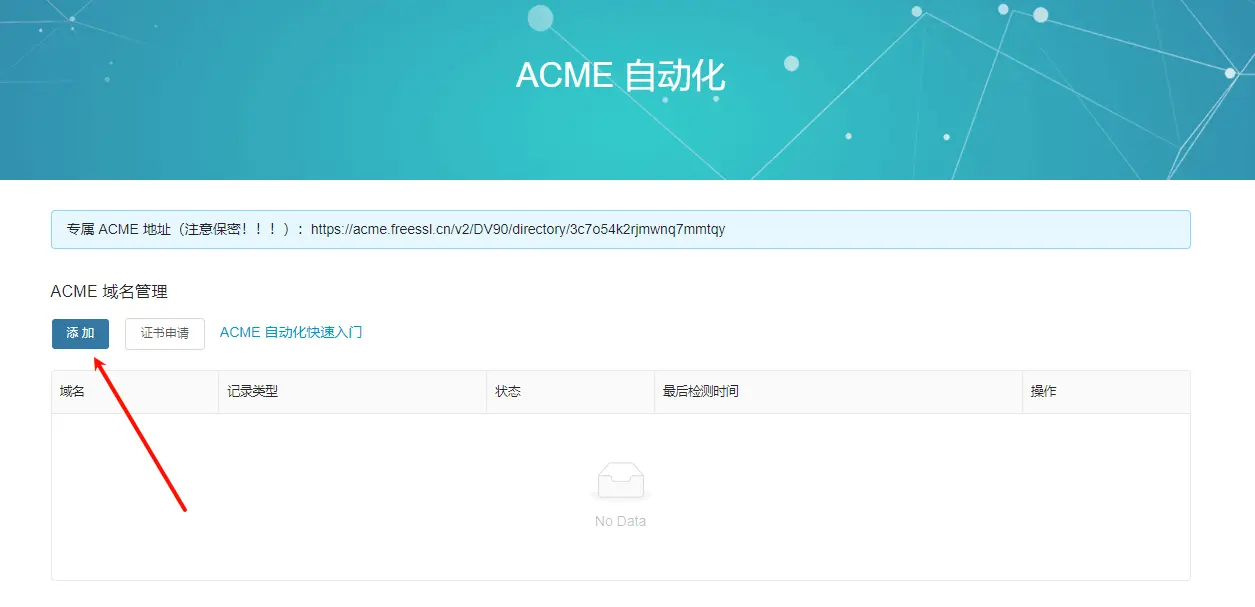 ACME 自动化
专属 ACME 地址（注意保密！！！）：https://acme.freessl.cn/v2/DV90/directory/3c7o54k2rjmwnq7mmtqy
ACME 域名管理
添 加 证书申请 ACME 自动化快速入门
域名 记录类型 状态 最后检测时间 操作
No Data